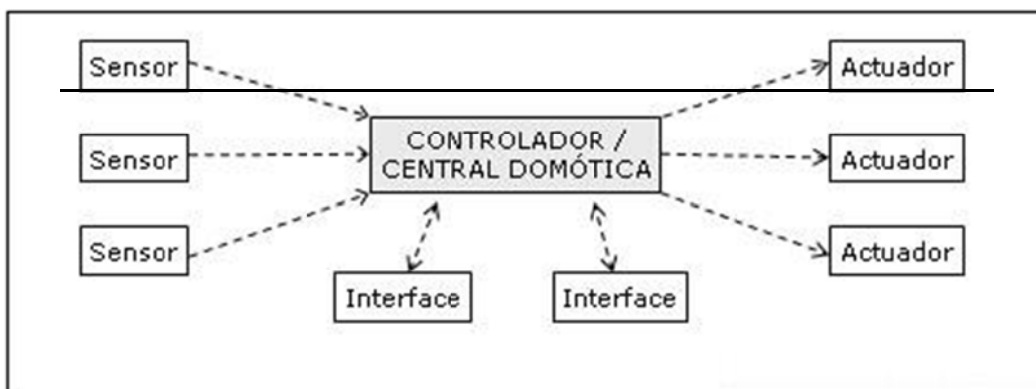 Sensor
Actuador
CONTROLADOR /
CENTRAL DOMÓTICA
Sensor
Actuador
Sensor
Actuador
Interface
Interface